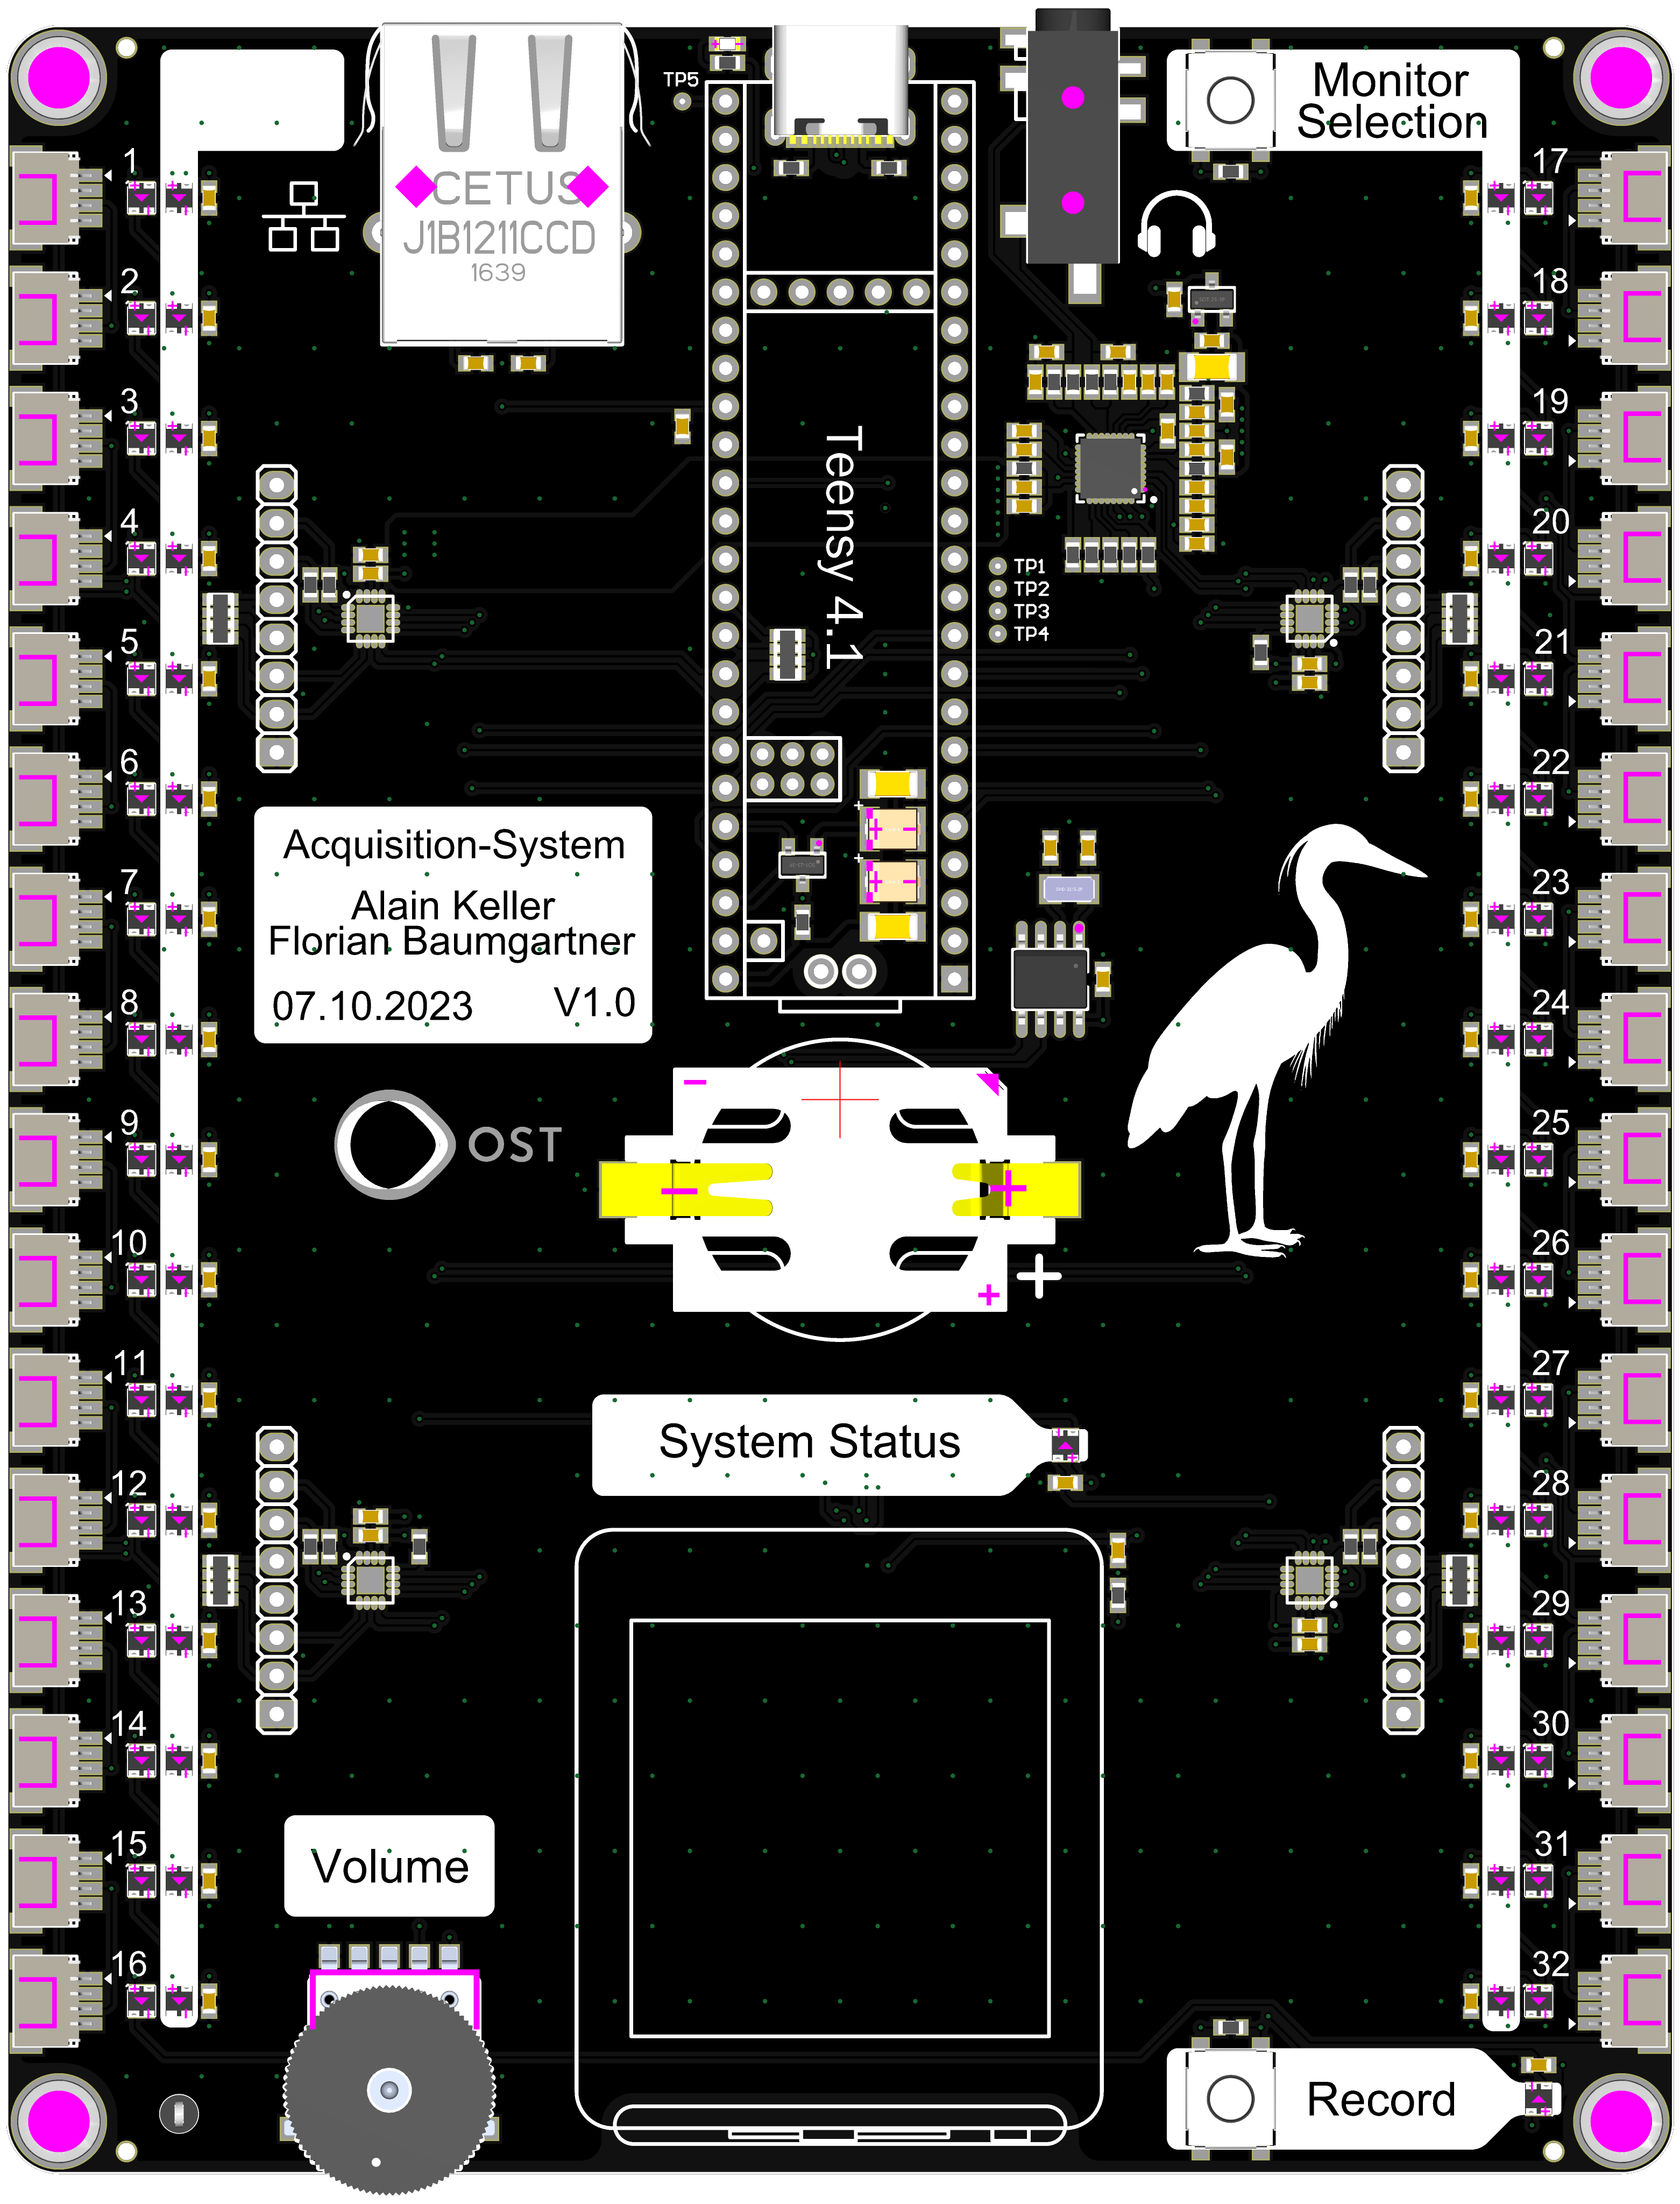 TP5
Monitor
Selection
CETUS
J1B1211CCD
1639
1
2
3
4
5
6
7
8
9
10
11
12
13
14
15
16
17
18
19
20
21
22
23
24
25
26
27
28
29
30
31
32
Teensy 4.1
TP1
TP2
TP3
TP4
Acquisition-System
Alain Keller
Florian Baumgartner
07.10.2023 V1.0
OST
System Status
Volume
Record